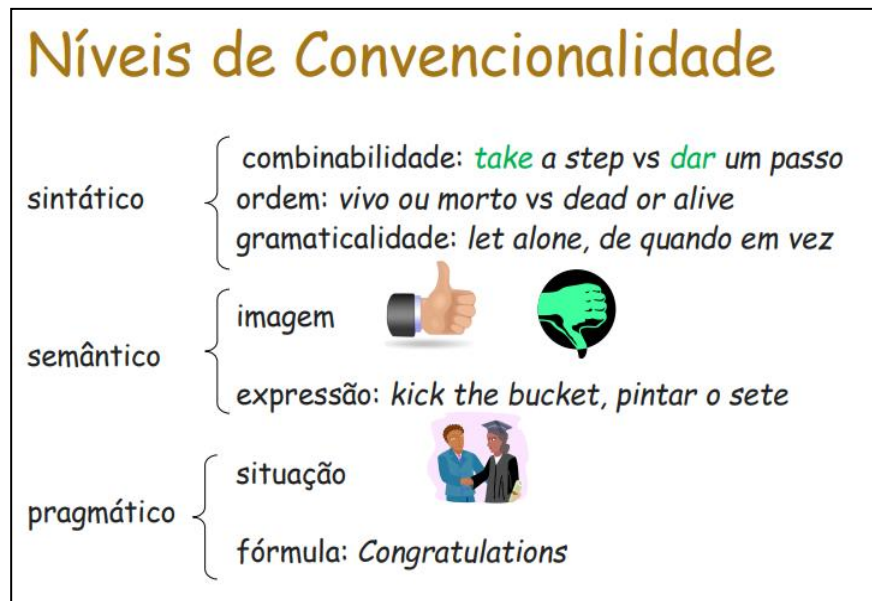 Níveis de Convencionalidade
combinabilidade: take a step vs dar um passo
sintático
ordem: vivo ou morto vs dead or alive
gramaticalidade: let alone, de quando em vez
imagem
semântico
expressão: kick the bucket, pintar o sete
situação
pragmático
fórmula: Congratulations